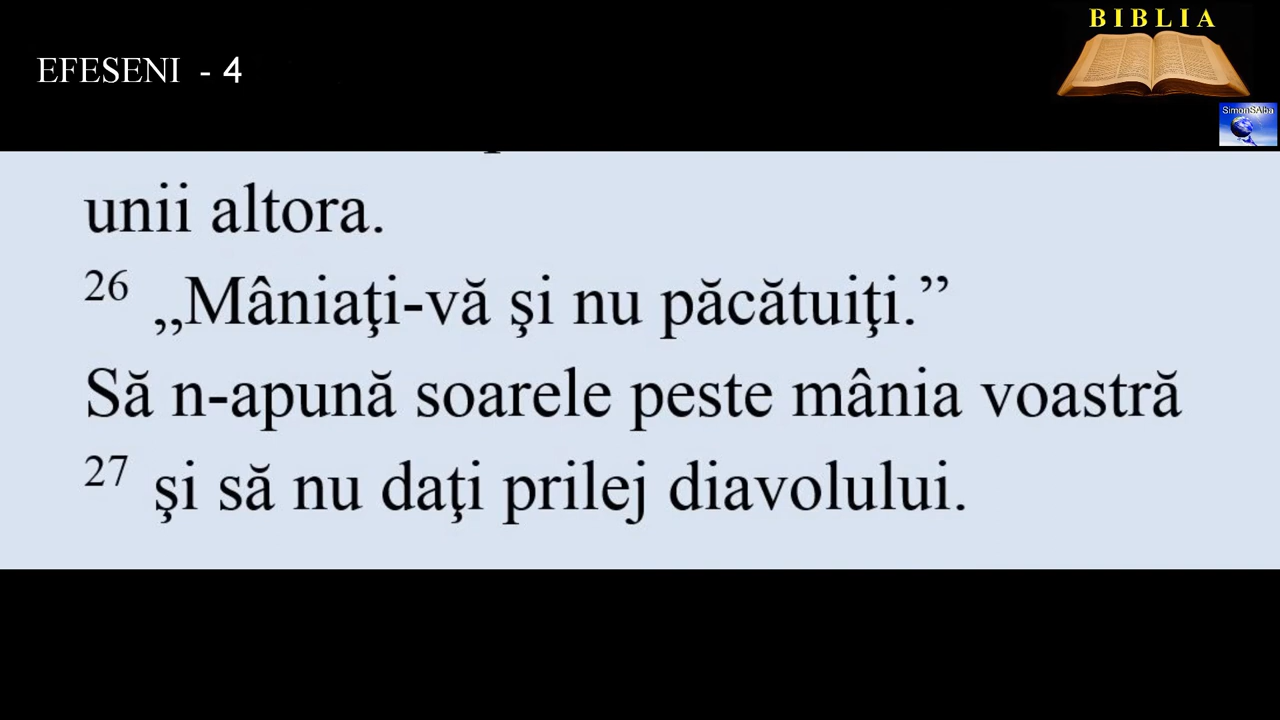 BIBLIA
EFESENI - 4
SimonSAlba
unii altora.
26 „Mâniaţi-vă şi nu păcătuiţi.”
Să n-apună soarele peste mânia voastră
27 şi să nu daţi prilej diavolului.